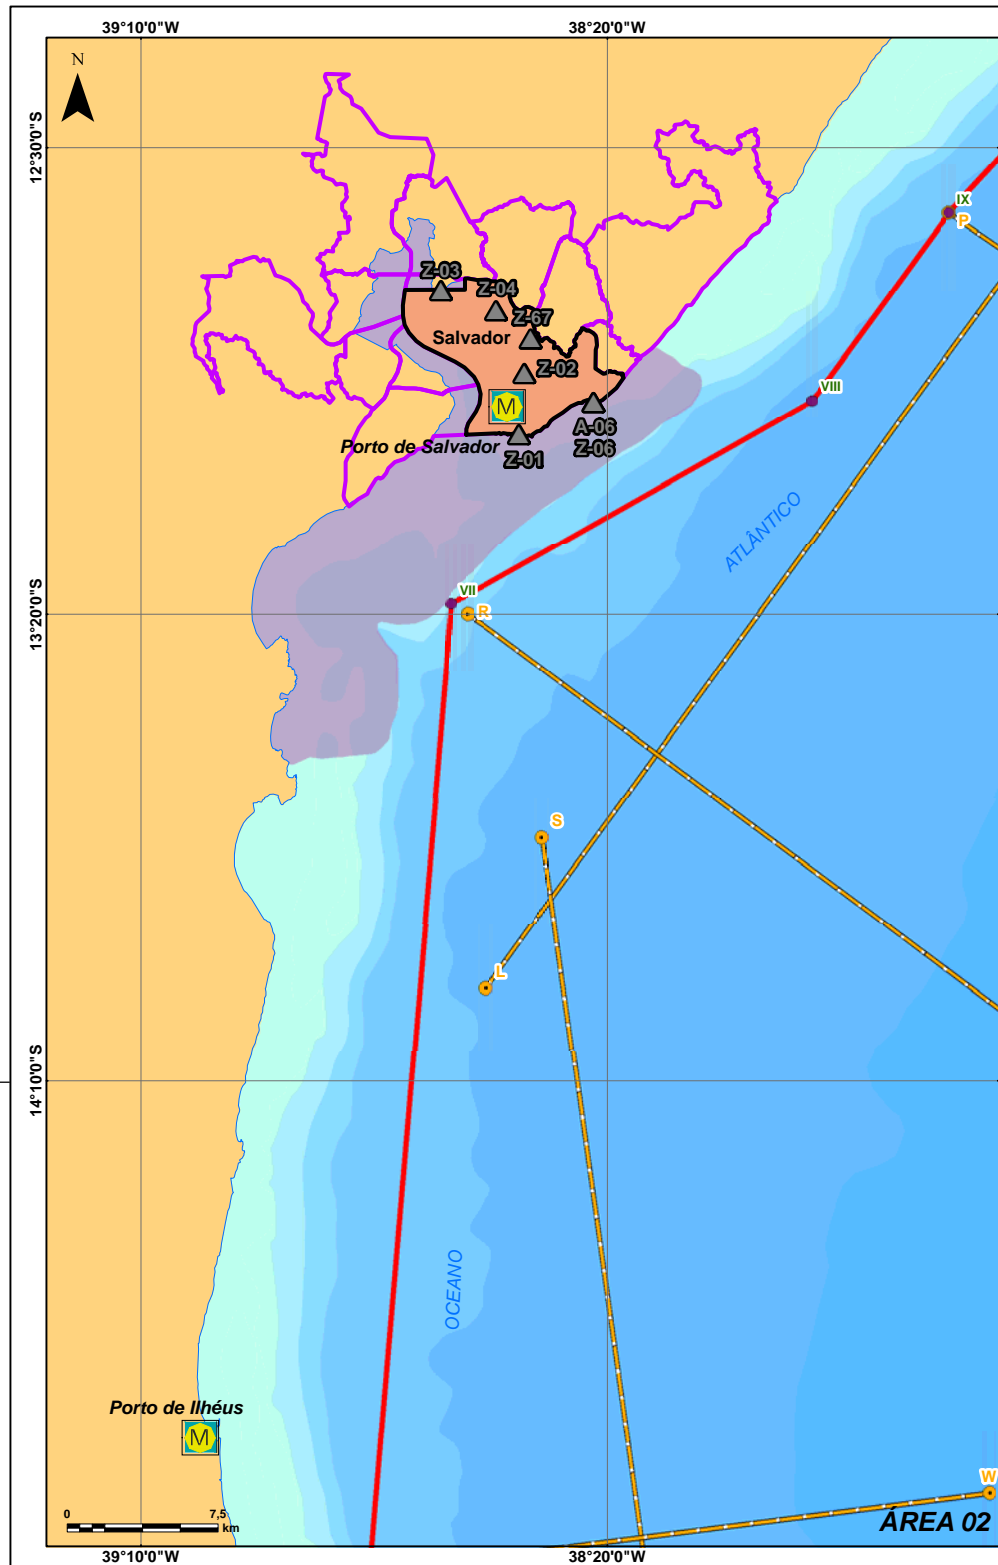 39°10'0"W
38°20'0"W
N
12°30'0"S
IX
P
Z-03
Z-04
Z-67
Salvador
Z-02
VIII
M
A-06
Porto de Salvador
Z-01
Z-06
ATLÂNTICO
VII
R
13°20'0"S
S
L
14°10'0"S
OCEANO
Porto de Ilhéus
M
W
0
7,5
km
ÁREA 02
39°10'0"W
38°20'0"W